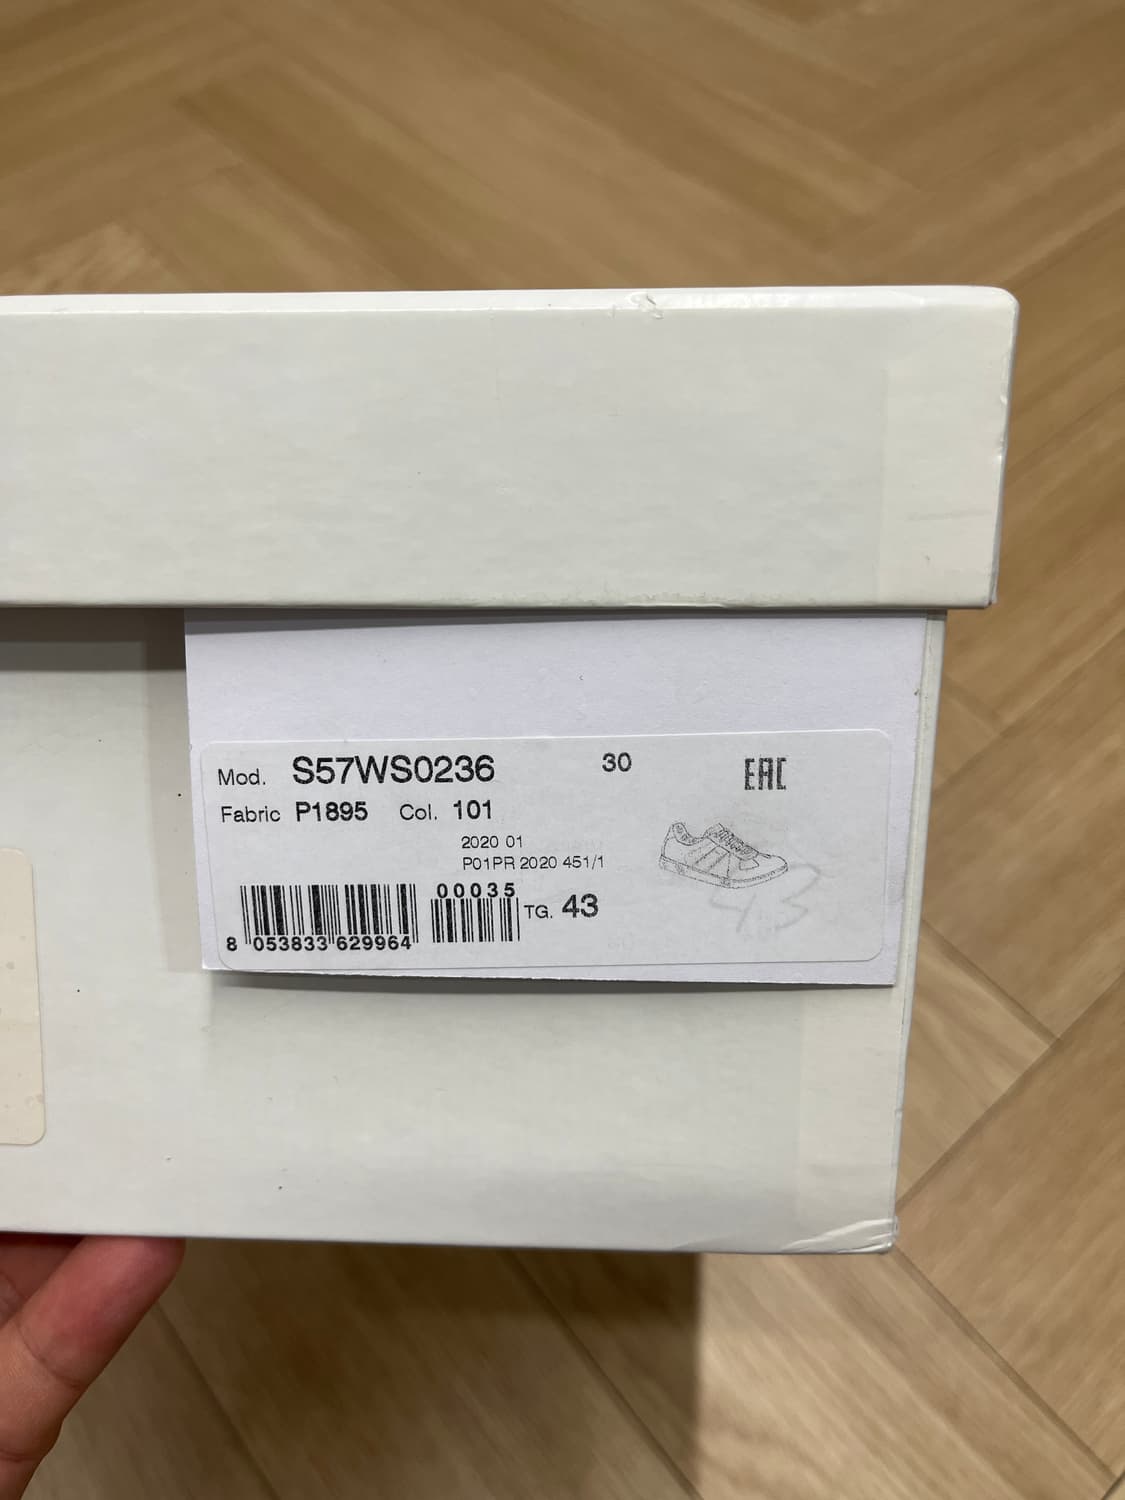 Mod. S57WS0236 30 EAC
Fabric P1895 Col. 101
2020 01
P01PR 2020 451/1
00035
TG. 43
8 053833 629964
43